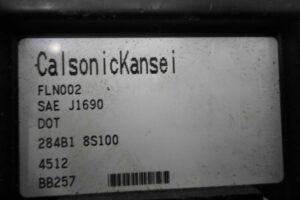 CalsonicKansei
FLN002
SAE J1690
DOT
284B1 8S100
4512
BB257